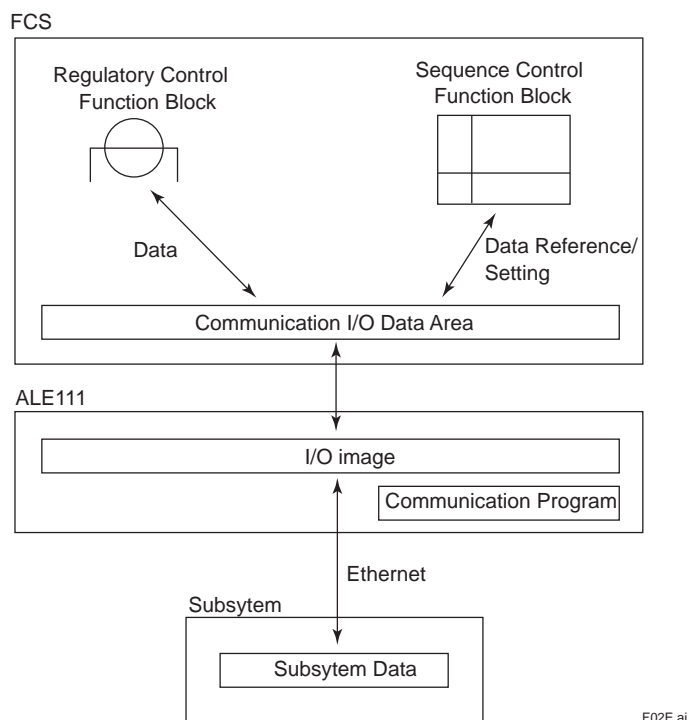 FCS
Regulatory Control
Function Block
Sequence Control
Function Block
Data
Data Reference/
Setting
Communication I/O Data Area
ALE111
I/O image
Communication Program
Ethernet
Subsytem
Subsytem Data
F02E.ai